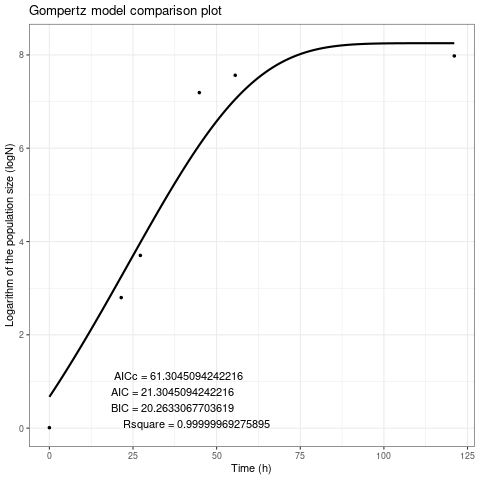 Gompertz model comparison plot
Logarithm of the population size (logN)
8
6
4
2
0
AICc = 61.3045094242216
AIC = 21.3045094242216
BIC = 20.2633067703619
Rsquare = 0.99999969275895
0 25 50 75 100 125
Time (h)